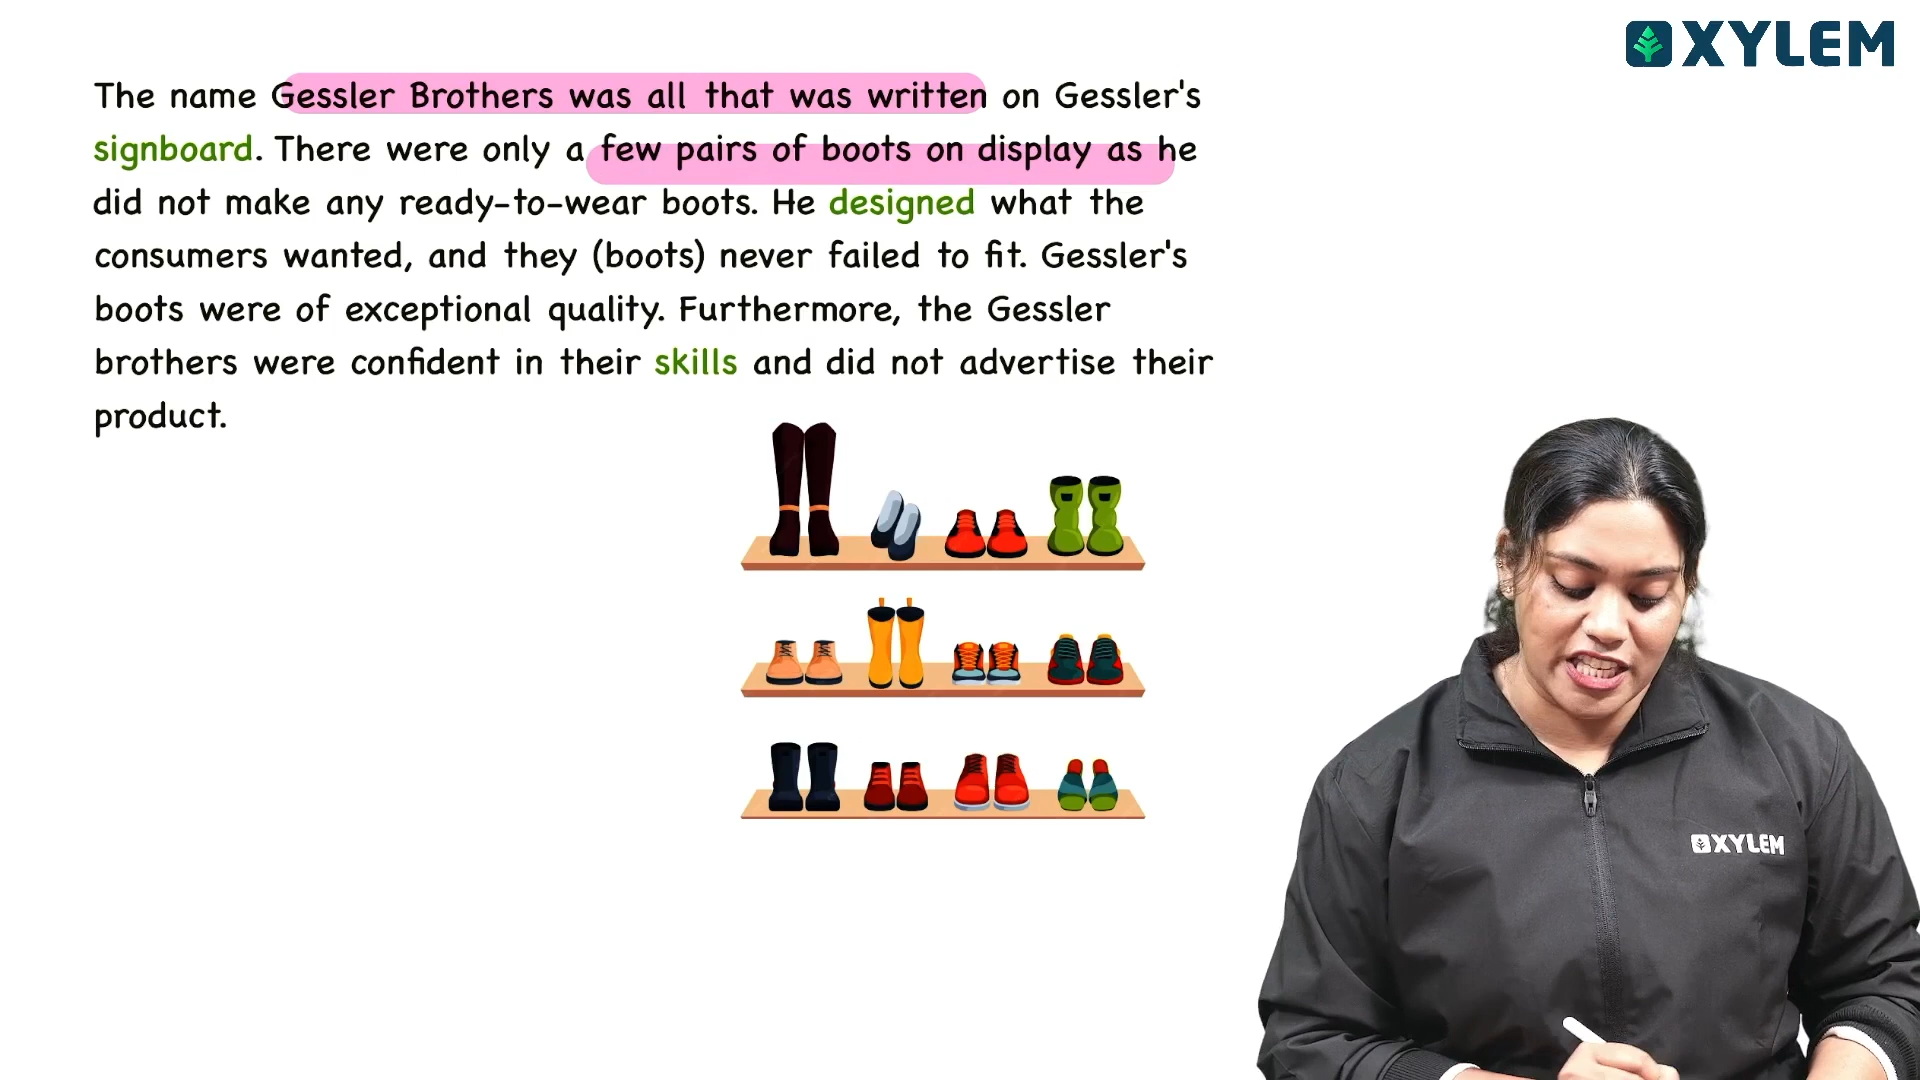 XYLEM
The name Gessler Brothers was all that was written on Gessler's
signboard. There were only a few pairs of boots on display as he
did not make any ready-to-wear boots. He designed what the
consumers wanted, and they (boots) never failed to fit. Gessler's
boots were of exceptional quality. Furthermore, the Gessler
brothers were confident in their skills and did not advertise their
product.
XYLEM